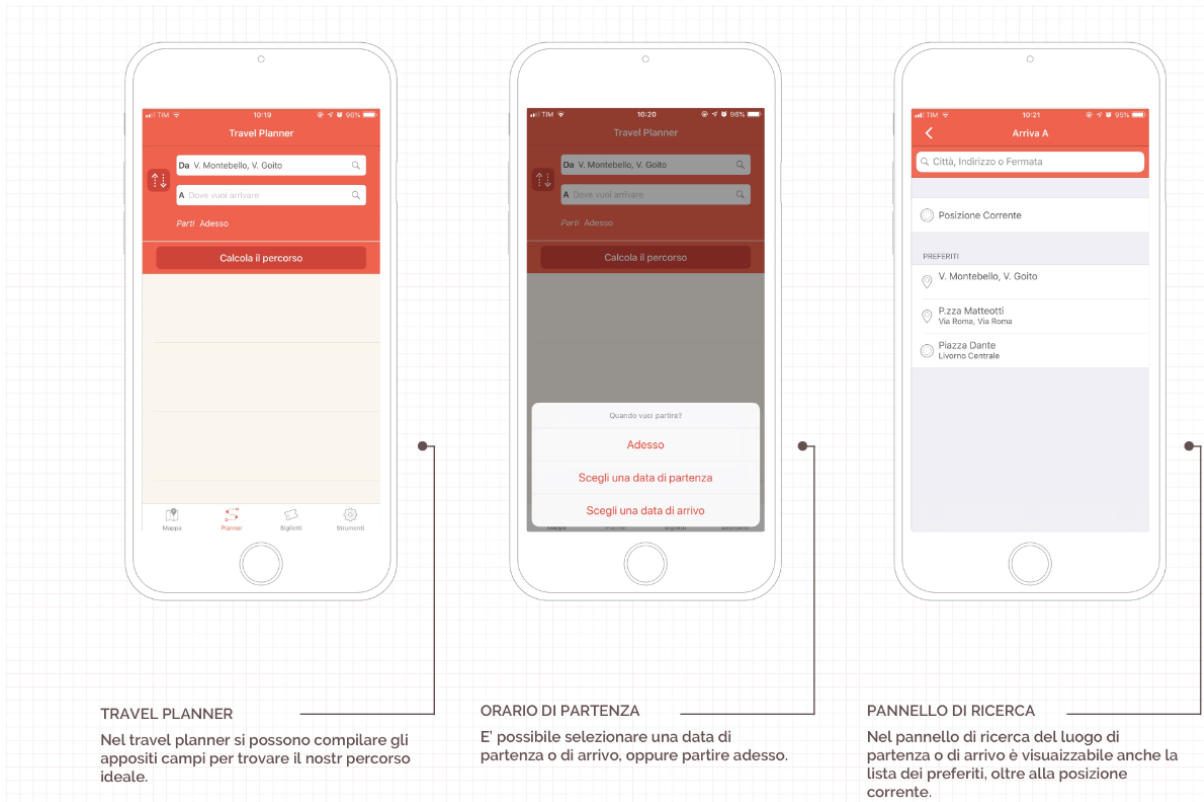 TIM 10:19 96%
Travel Planner
Da V. Montebello, V. Goito
A Dove vuoi arrivare
Parti Adesso
Calcola il percorso
Mappa Planner Biglietti Strumenti
TIM 10:20 96%
Travel Planner
Da V. Montebello, V. Goito
A Dove vuoi arrivare
Parti Adesso
Calcola il percorso
Quando vuoi partire?
Adesso
Scegli una data di partenza
Scegli una data di arrivo
TIM 10:21 95%
Arriva A
Città, Indirizzo o Fermata
Posizione Corrente
PREFERITI
V. Montebello, V. Goito
P.zza Matteotti
Via Roma, Via Roma
Piazza Dante
Livorno Centrale
TRAVEL PLANNER
Nel travel planner si possono compilare gli
appositi campi per trovare il nostr percorso
ideale.
ORARIO DI PARTENZA
E' possibile selezionare una data di
partenza o di arrivo, oppure partire adesso.
PANNELLO DI RICERCA
Nel pannello di ricerca del luogo di
partenza o di arrivo è visuaizzabile anche la
lista dei preferiti, oltre alla posizione
corrente.